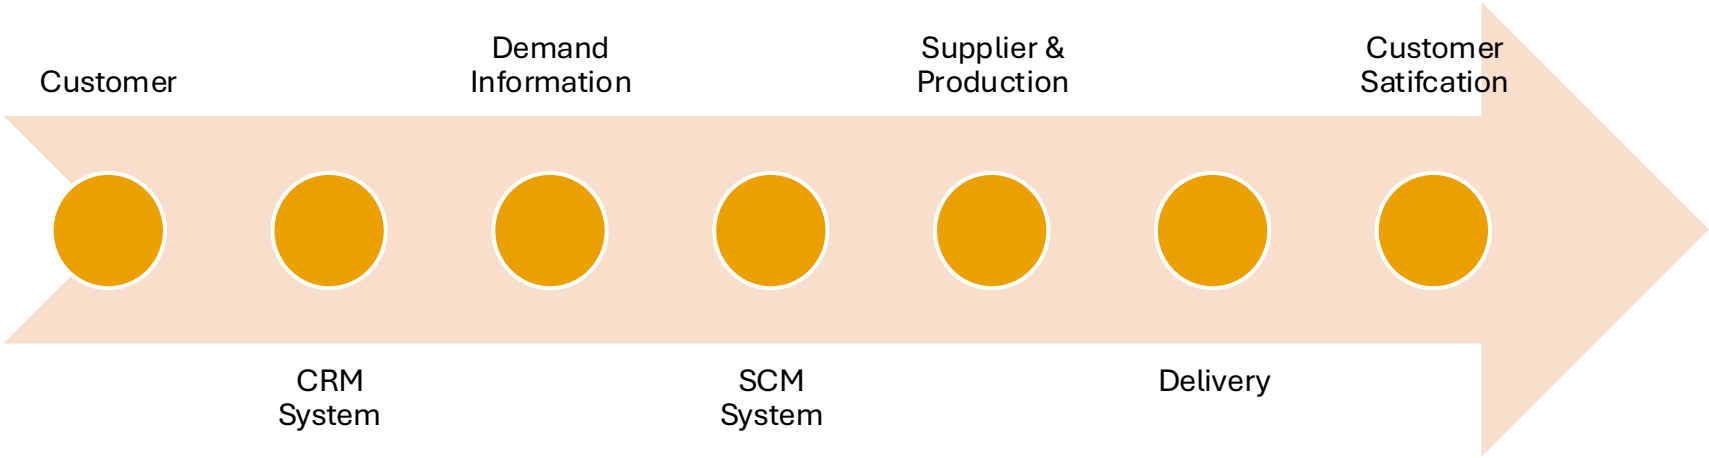 Customer
CRM
System
Demand
Information
SCM
System
Supplier &
Production
Delivery
Customer
Satifcation